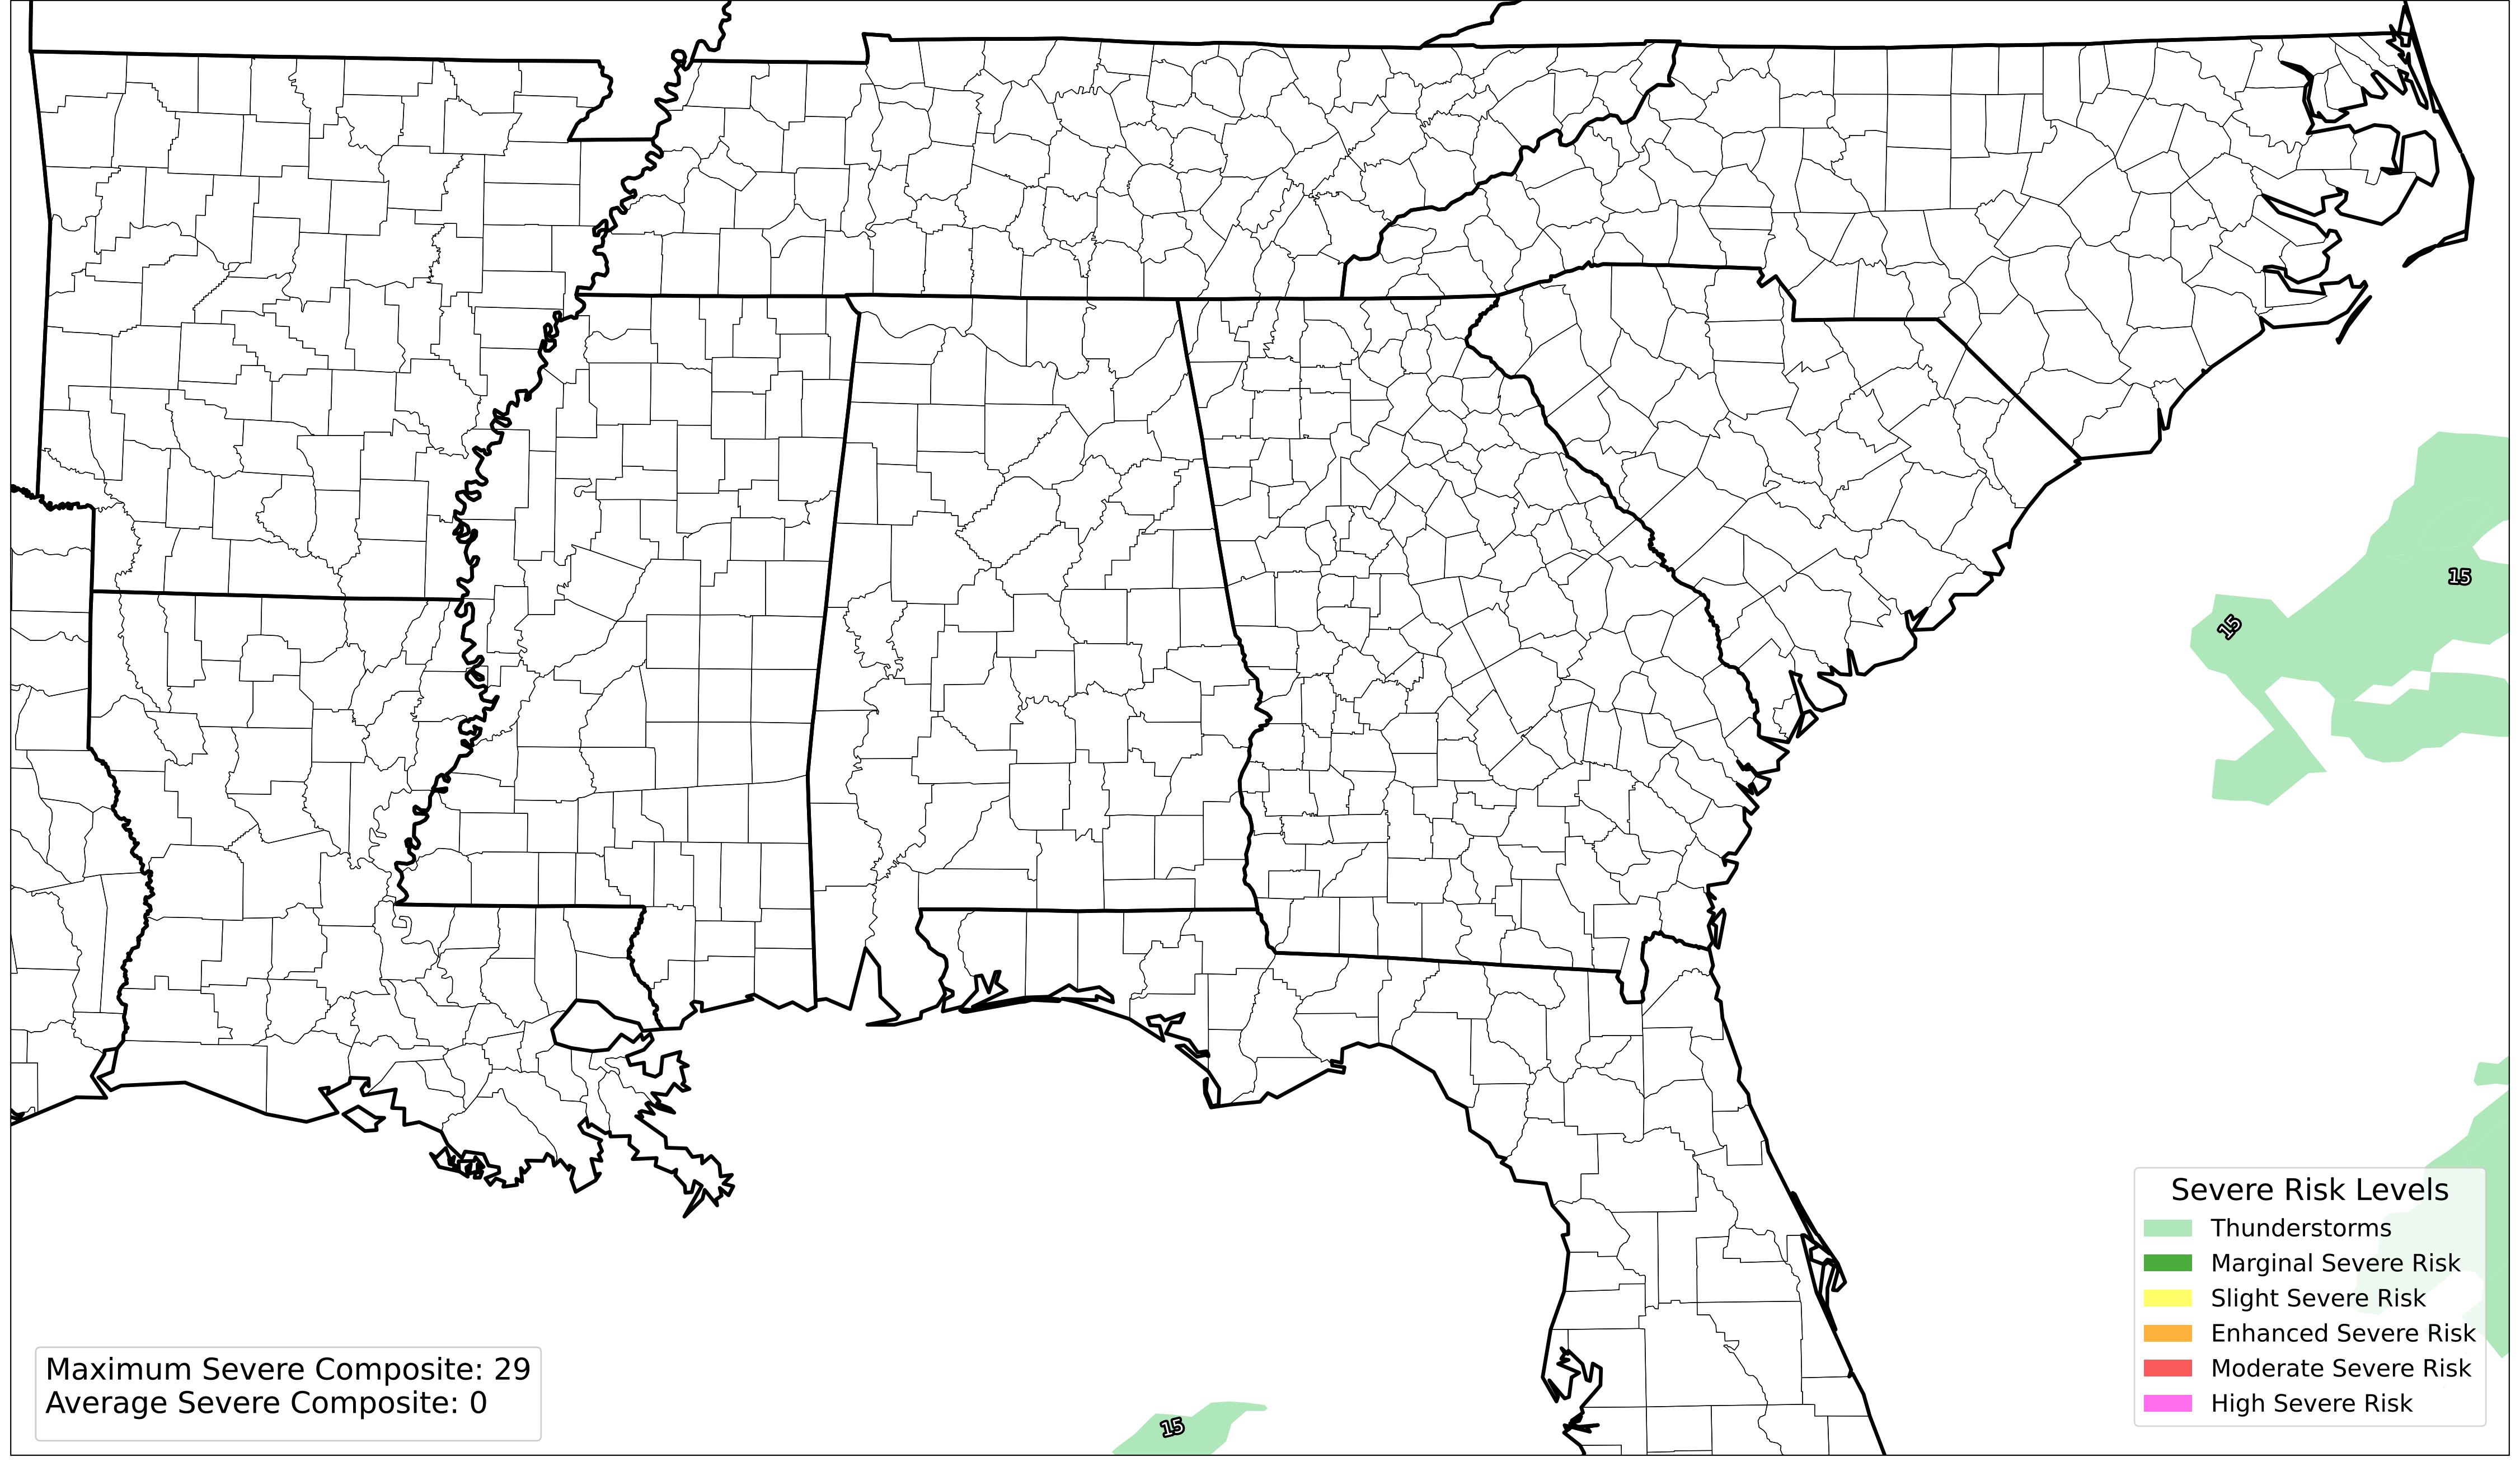 15
15
Severe Risk Levels
Thunderstorms
Marginal Severe Risk
Slight Severe Risk
Enhanced Severe Risk
Moderate Severe Risk
High Severe Risk
Maximum Severe Composite: 29
Average Severe Composite: 0
15